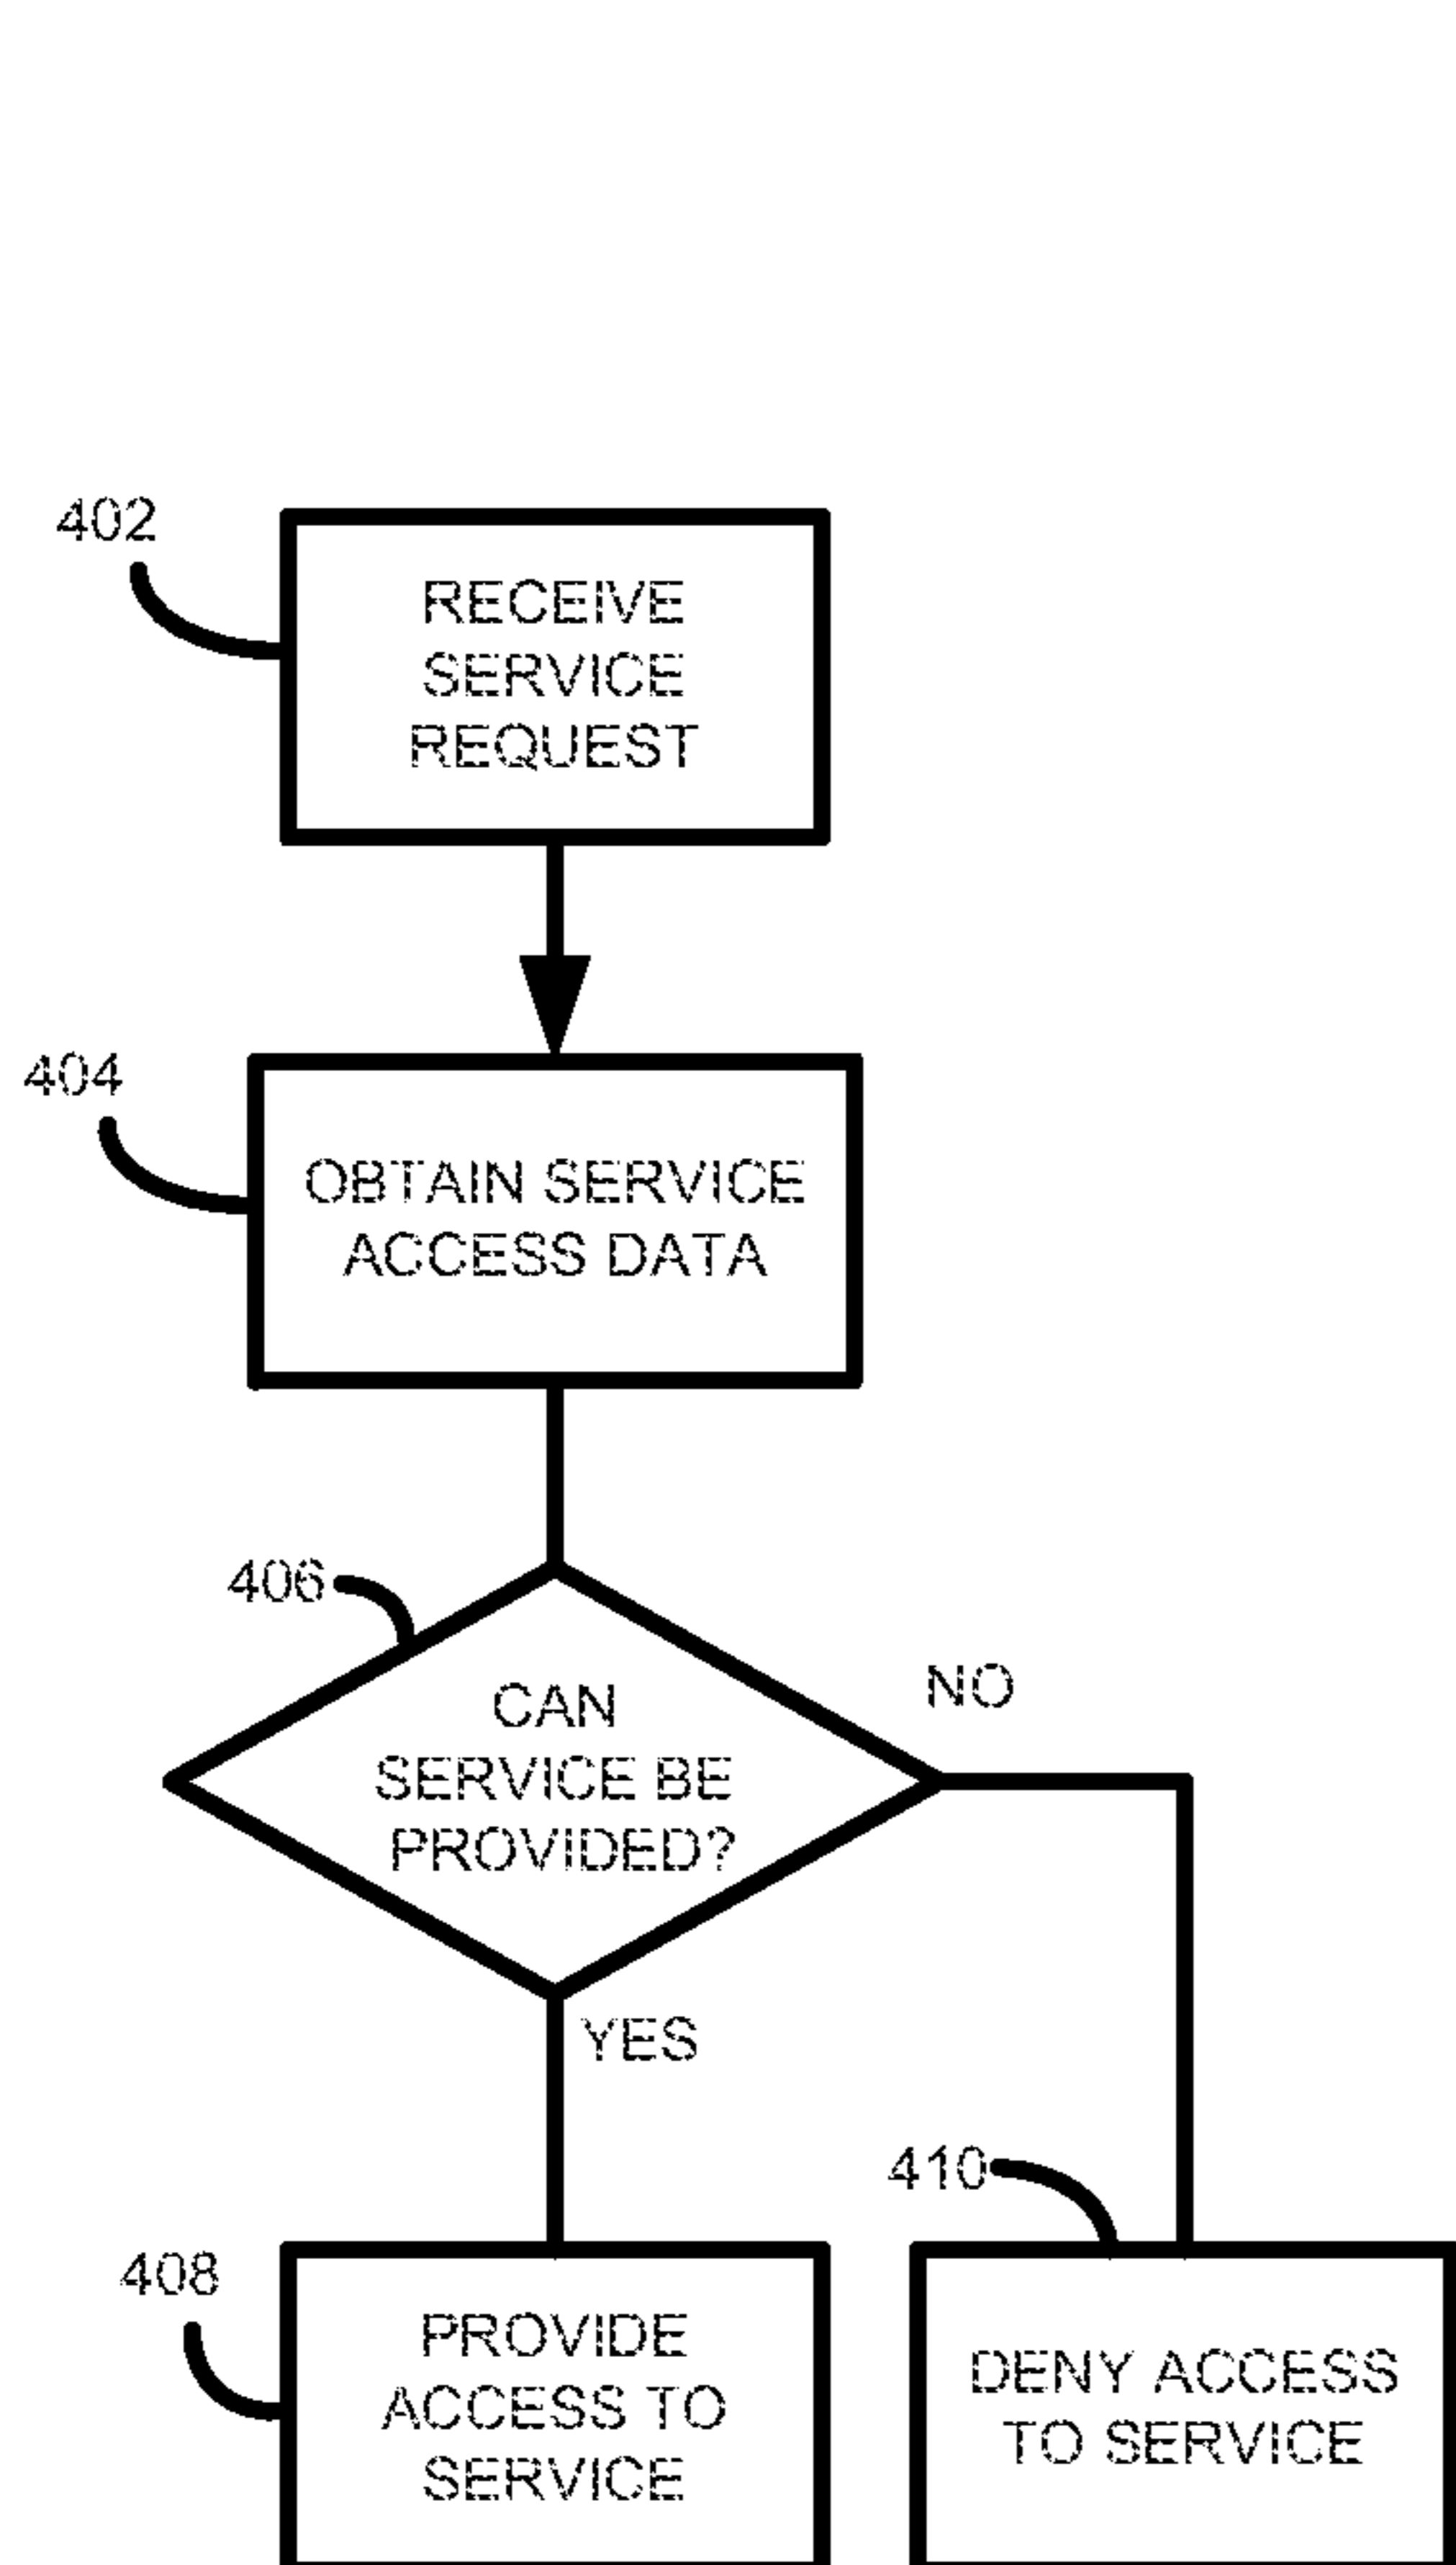 402
RECEIVE
SERVICE
REQUEST
404
OBTAIN SERVICE
ACCESS DATA
406
CAN
SERVICE BE
PROVIDED?
NO
YES
410
408
PROVIDE
ACCESS TO
SERVICE
DENY ACCESS
TO SERVICE